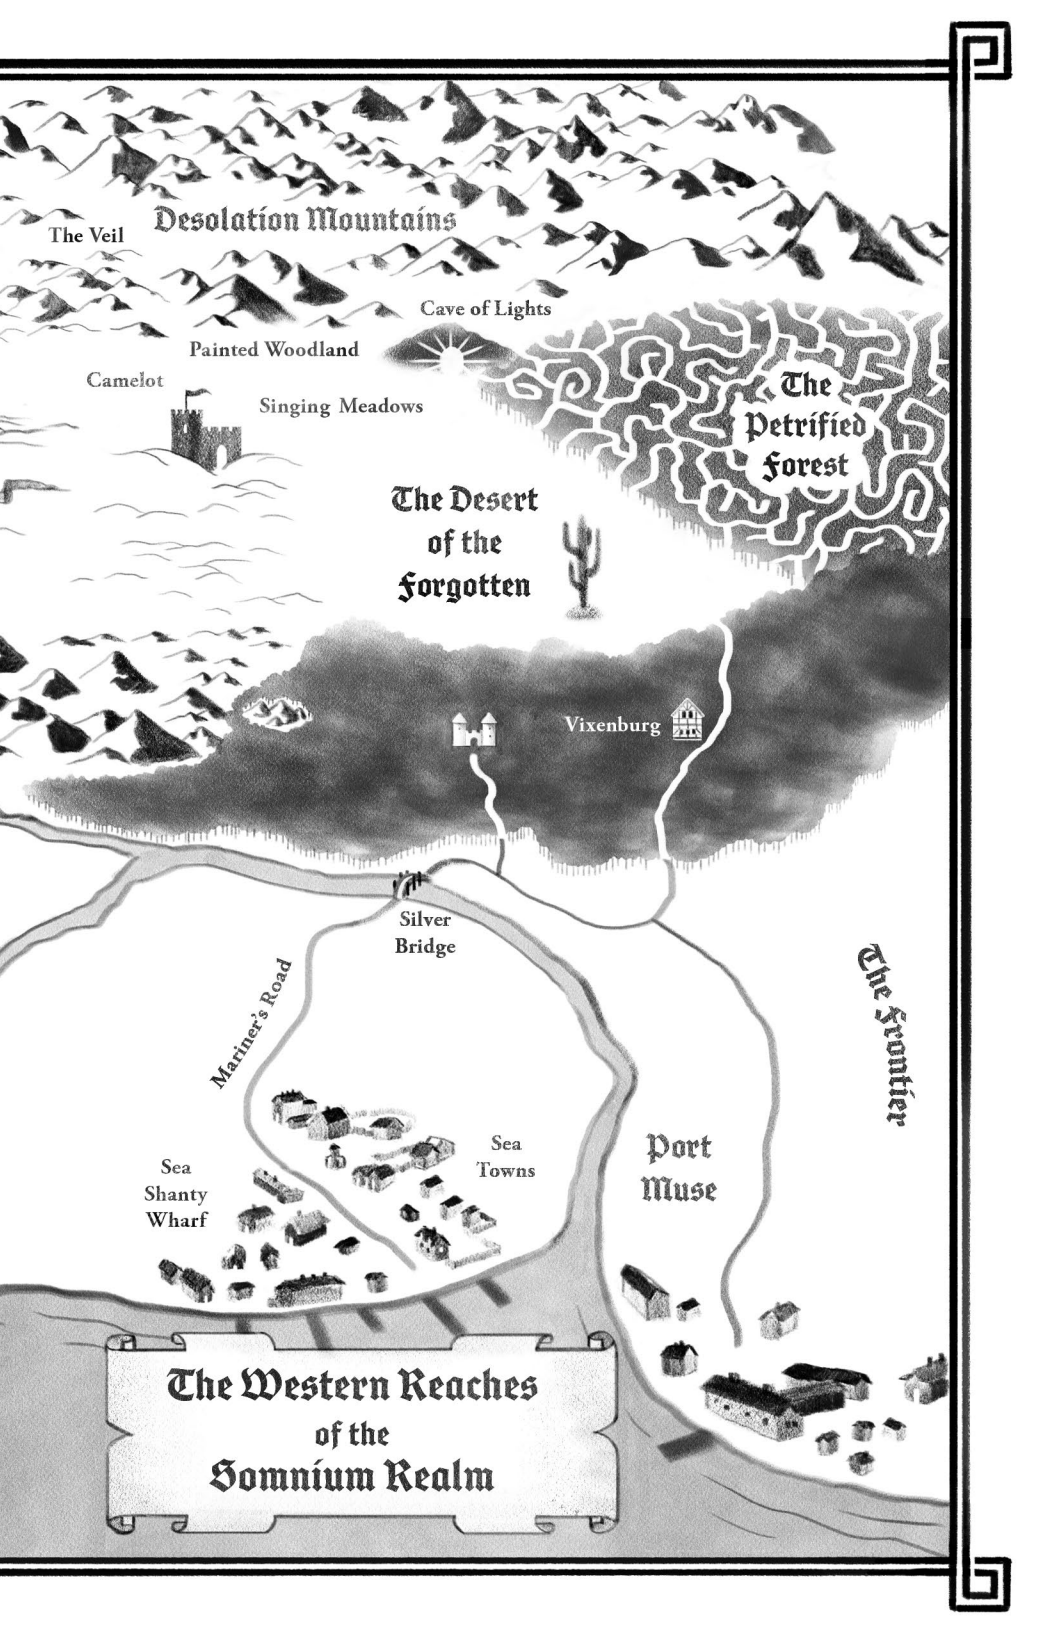 Desolation Mountains
The Veil
Cave of Lights
Painted Woodland
Camelot
Singing Meadows
The
Petrified
Forest
The Desert
of the
Forgotten
Vixenburg
Silver
Bridge
Mariner's Road
The Frontier
Port
Muse
Sea
Towns
Sea
Shanty
Wharf
The Western Reaches
of the
Somnium Realm